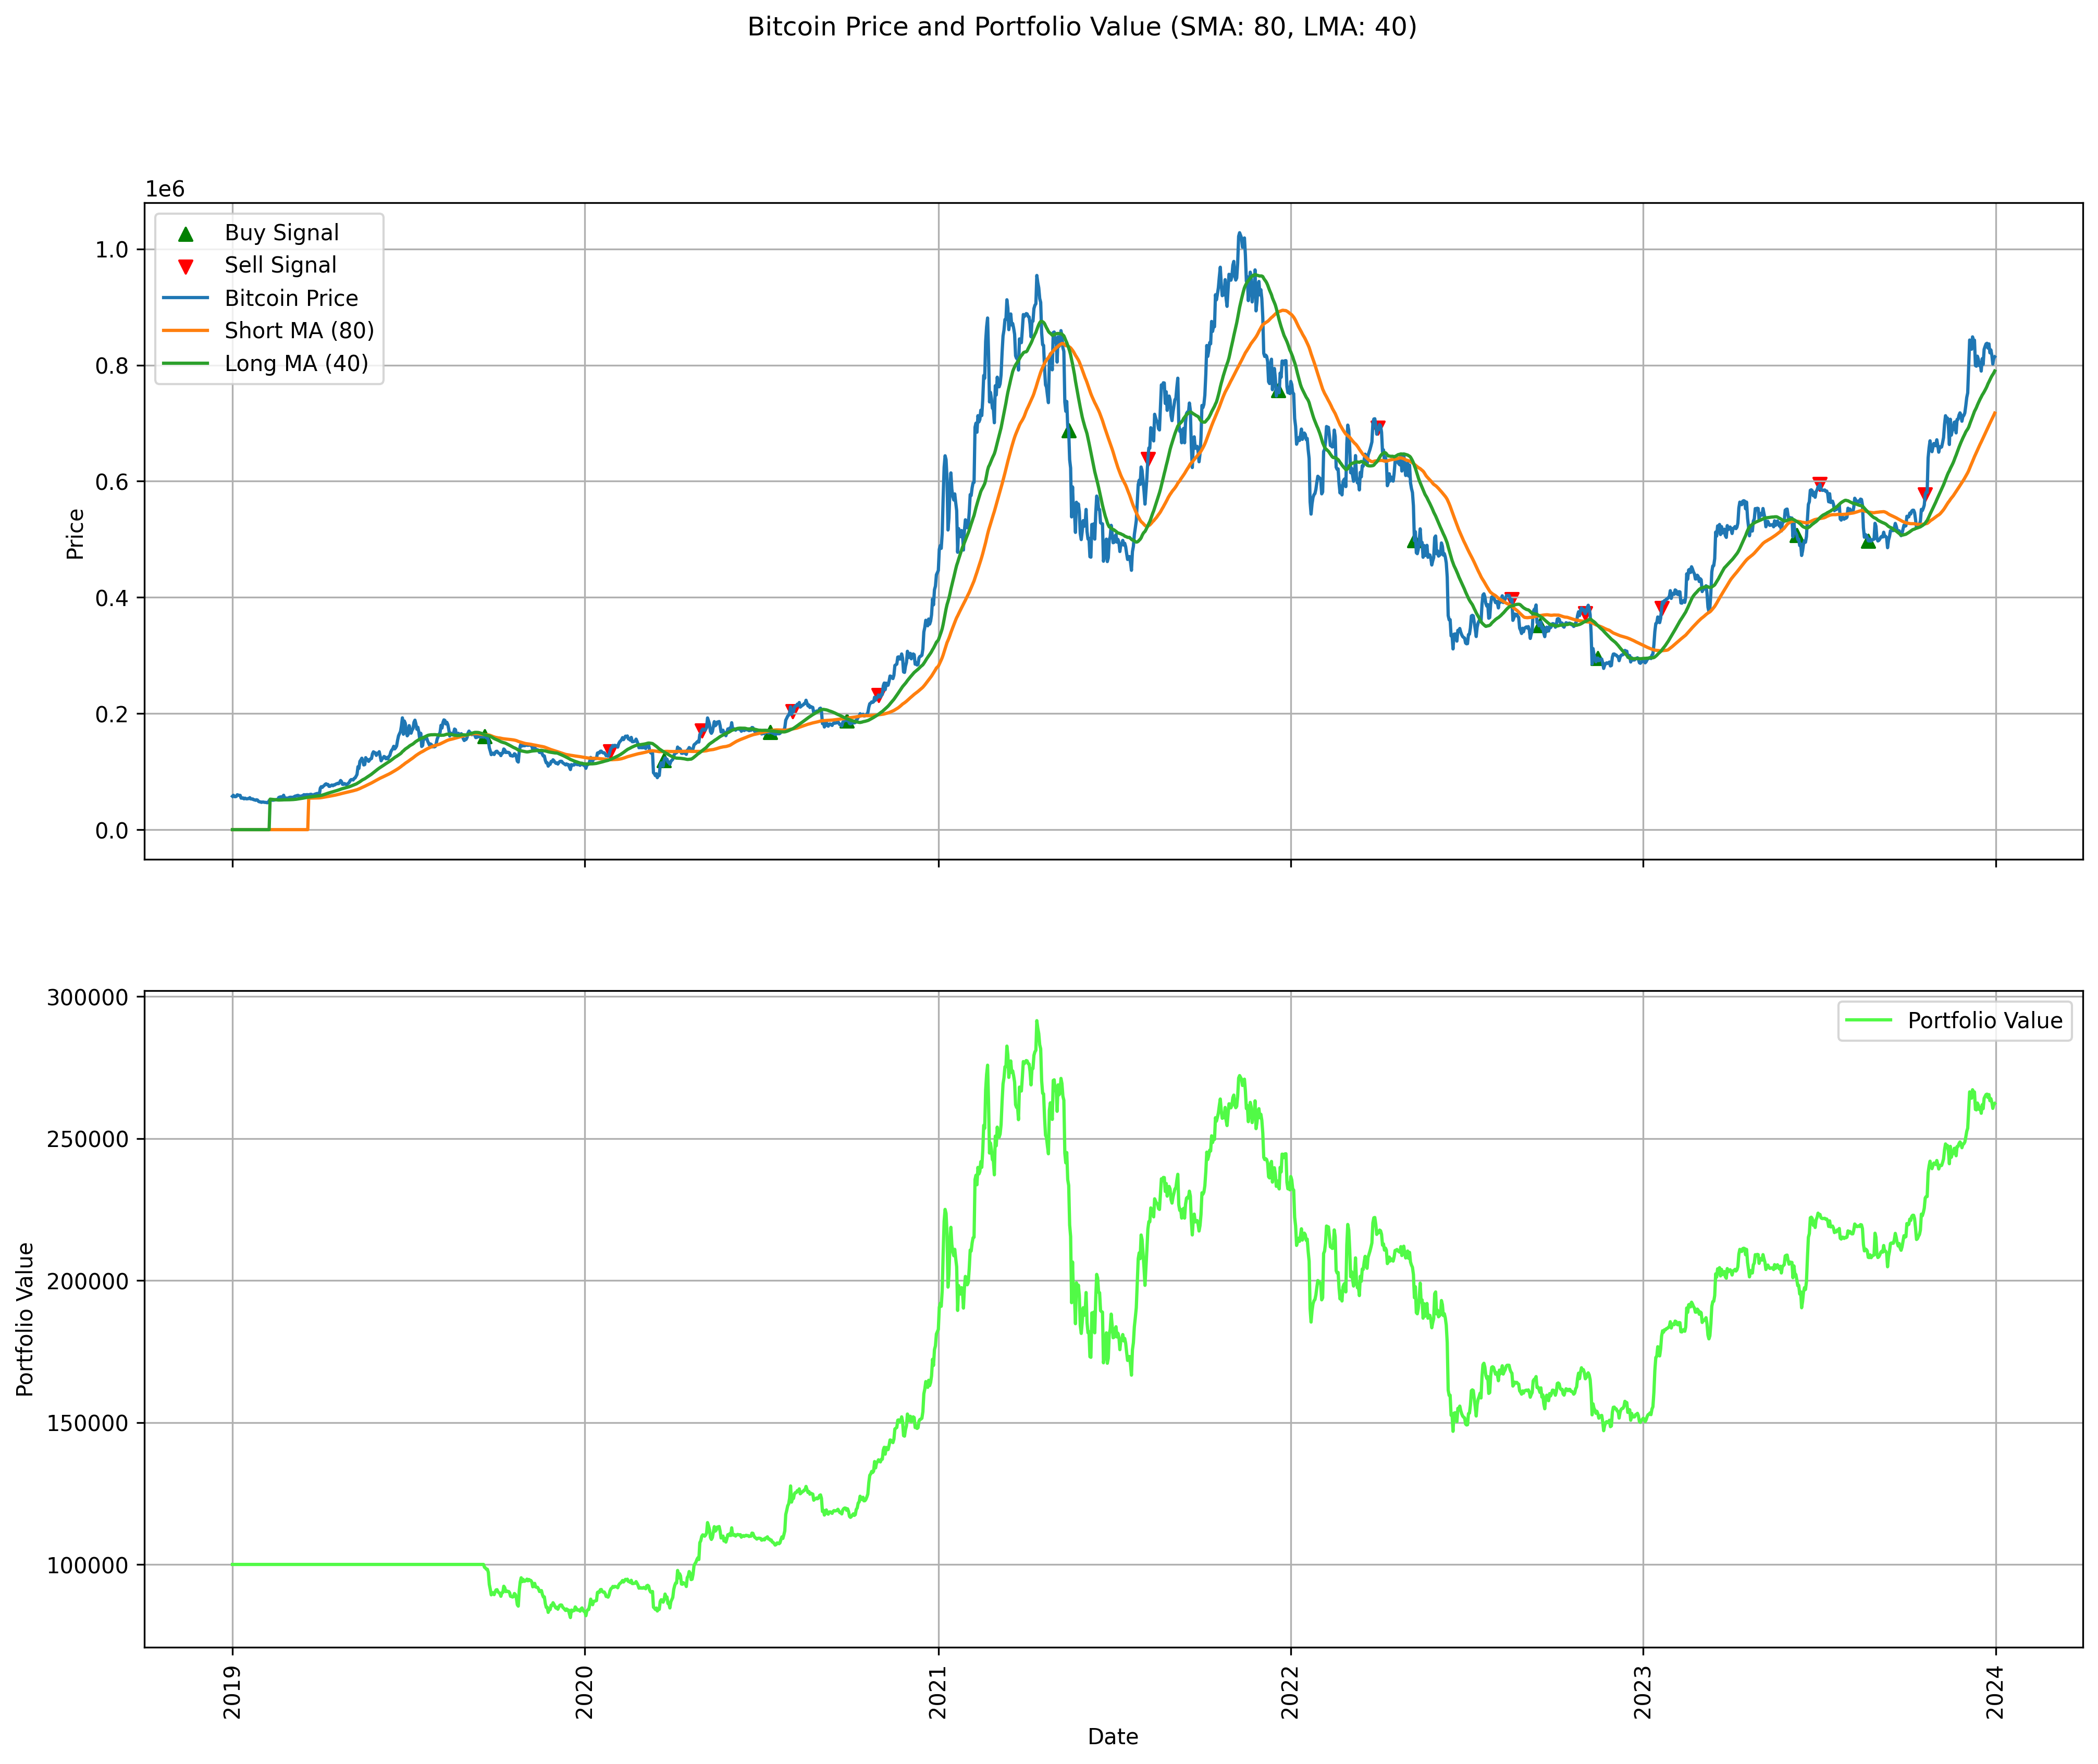 Bitcoin Price and Portfolio Value (SMA: 80, LMA: 40)
1e6
Buy Signal
Sell Signal
Bitcoin Price
Short MA (80)
Long MA (40)
1.0
0.8
0.6
0.4
0.2
0.0
Price
300000
250000
200000
150000
100000
Portfolio Value
Portfolio Value
2019
2020
2021
2022
2023
2024
Date